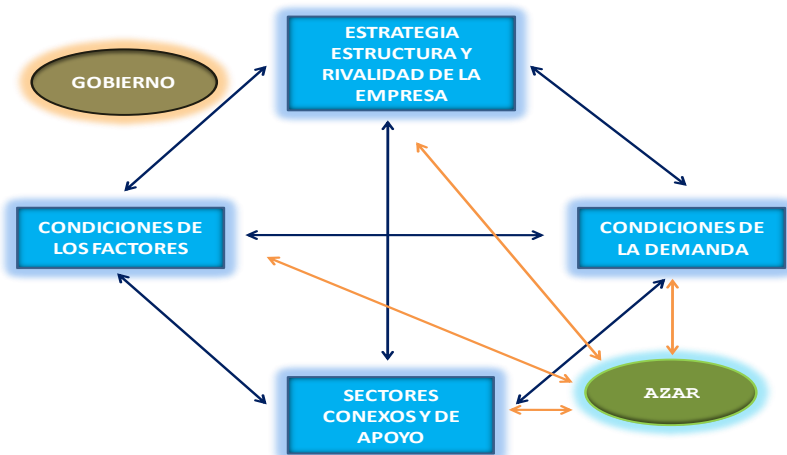 ESTRATEGIA
ESTRUCTURA Y
RIVALIDAD DE LA
EMPRESA
GOBIERNO
CONDICIONES DE
LOS FACTORES
CONDICIONES DE
LA DEMANDA
SECTORES
CONEXOS Y DE
APOYO
AZAR